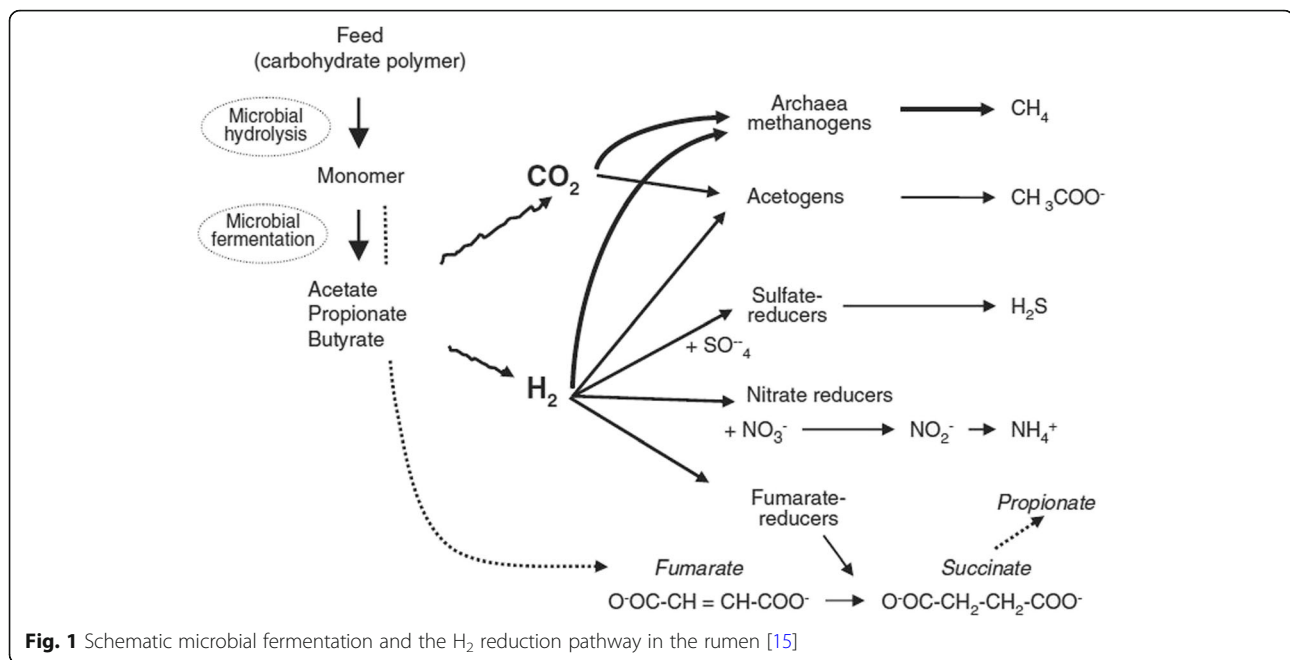 Feed
(carbohydrate polymer)
Microbial
hydrolysis
Monomer
Microbial
fermentation
Acetate
Propionate
Butyrate
CO₂
H₂
Archaea
methanogens
CH₄
Acetogens
CH₃COO⁻
Sulfate-
reducers
+ SO⁻⁻₄
H₂S
Nitrate reducers
+ NO₃⁻
NO₂⁻
NH₄⁺
Fumarate-
reducers
Propionate
Fumarate
Succinate
O⁻OC-CH = CH-COO⁻
O⁻OC-CH₂-CH₂-COO⁻
Fig. 1 Schematic microbial fermentation and the H₂ reduction pathway in the rumen [15]